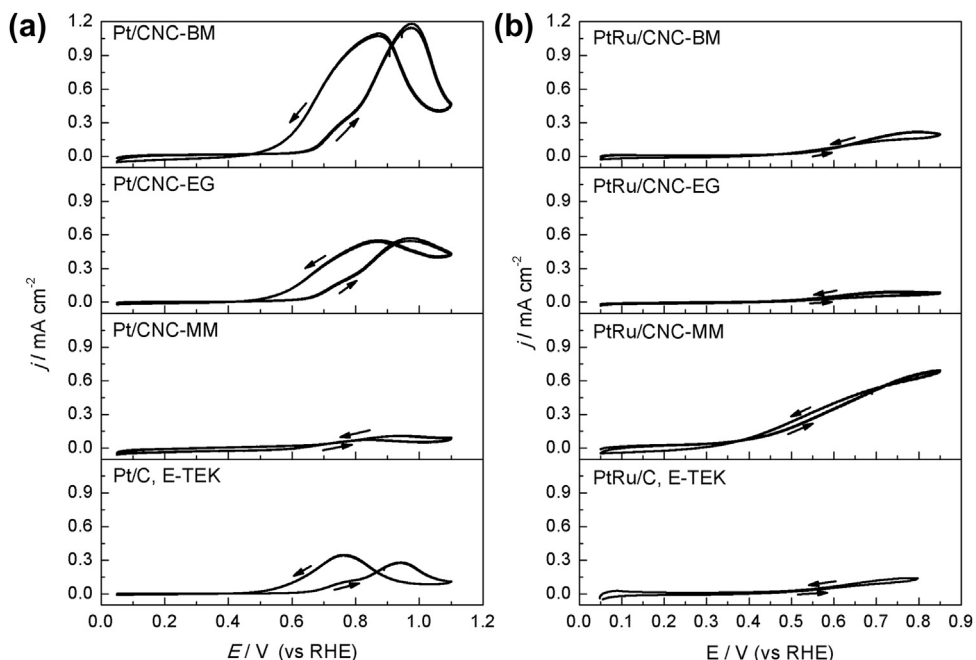 (a)
Pt/CNC-BM
1.2
0.9
0.6
0.3
0.0
Pt/CNC-EG
0.9
0.6
0.3
0.0
Pt/CNC-MM
0.9
0.6
0.3
0.0
Pt/C, E-TEK
0.9
0.6
0.3
0.0
j / mA cm-2
0.0 0.2 0.4 0.6 0.8 1.0 1.2
E / V (vs RHE)
(b)
PtRu/CNC-BM
1.2
0.9
0.6
0.3
0.0
PtRu/CNC-EG
0.9
0.6
0.3
0.0
PtRu/CNC-MM
0.9
0.6
0.3
0.0
PtRu/C, E-TEK
0.9
0.6
0.3
0.0
j / mA cm-2
0.0 0.1 0.2 0.3 0.4 0.5 0.6 0.7 0.8 0.9
E / V (vs RHE)